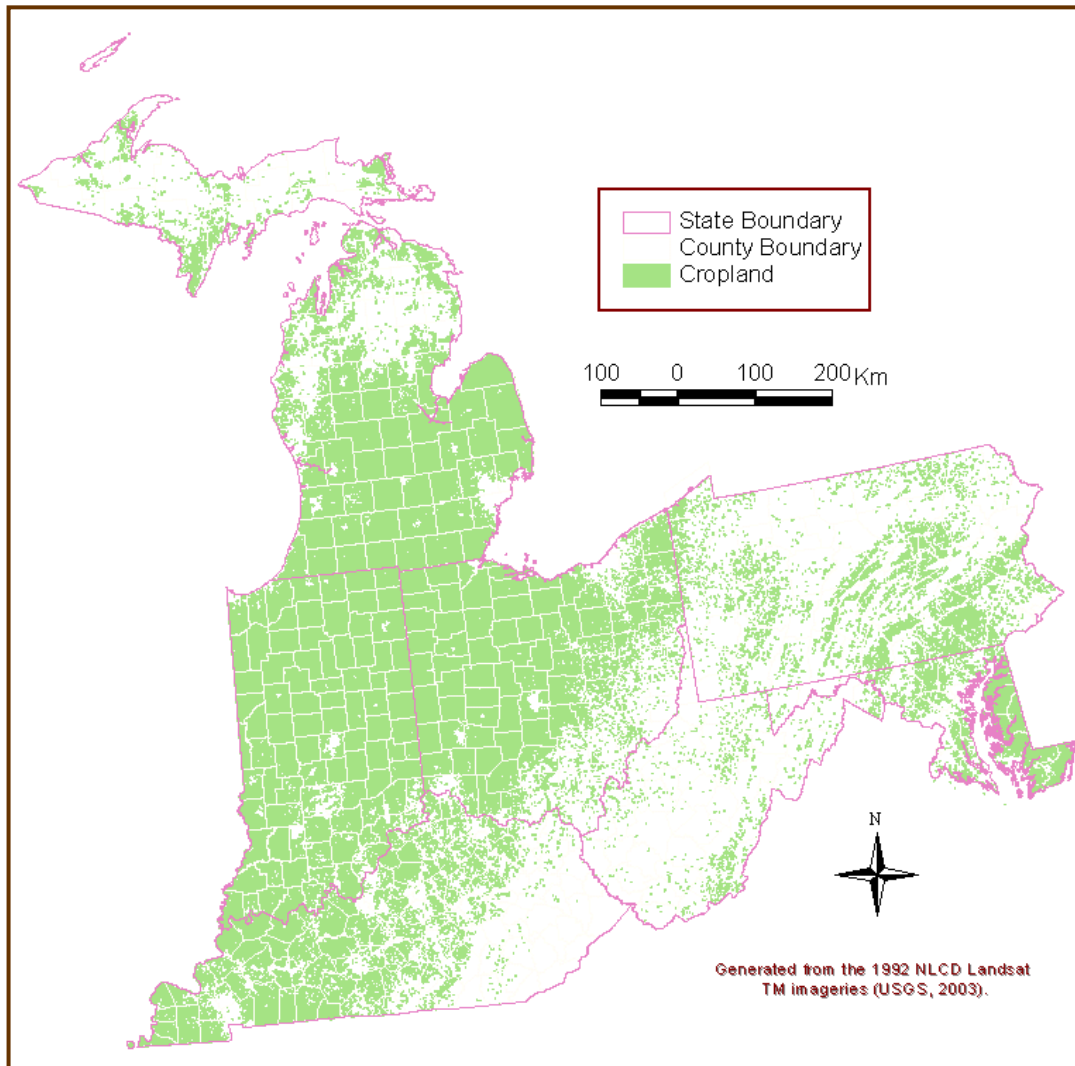 State Boundary
County Boundary
Cropland
100 0 100 200 Km
N
Generated from the 1992 NLCD Landsat
TM imageries (USGS, 2003).